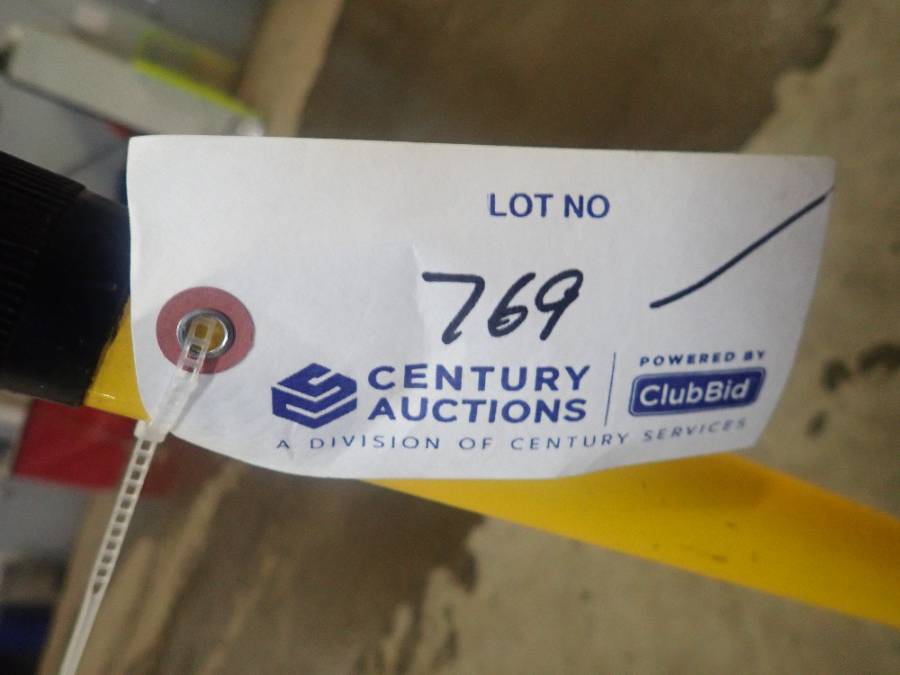 LOT NO
769
CENTURY
AUCTIONS
POWERED BY
ClubBid
A DIVISION OF CENTURY SERVICES